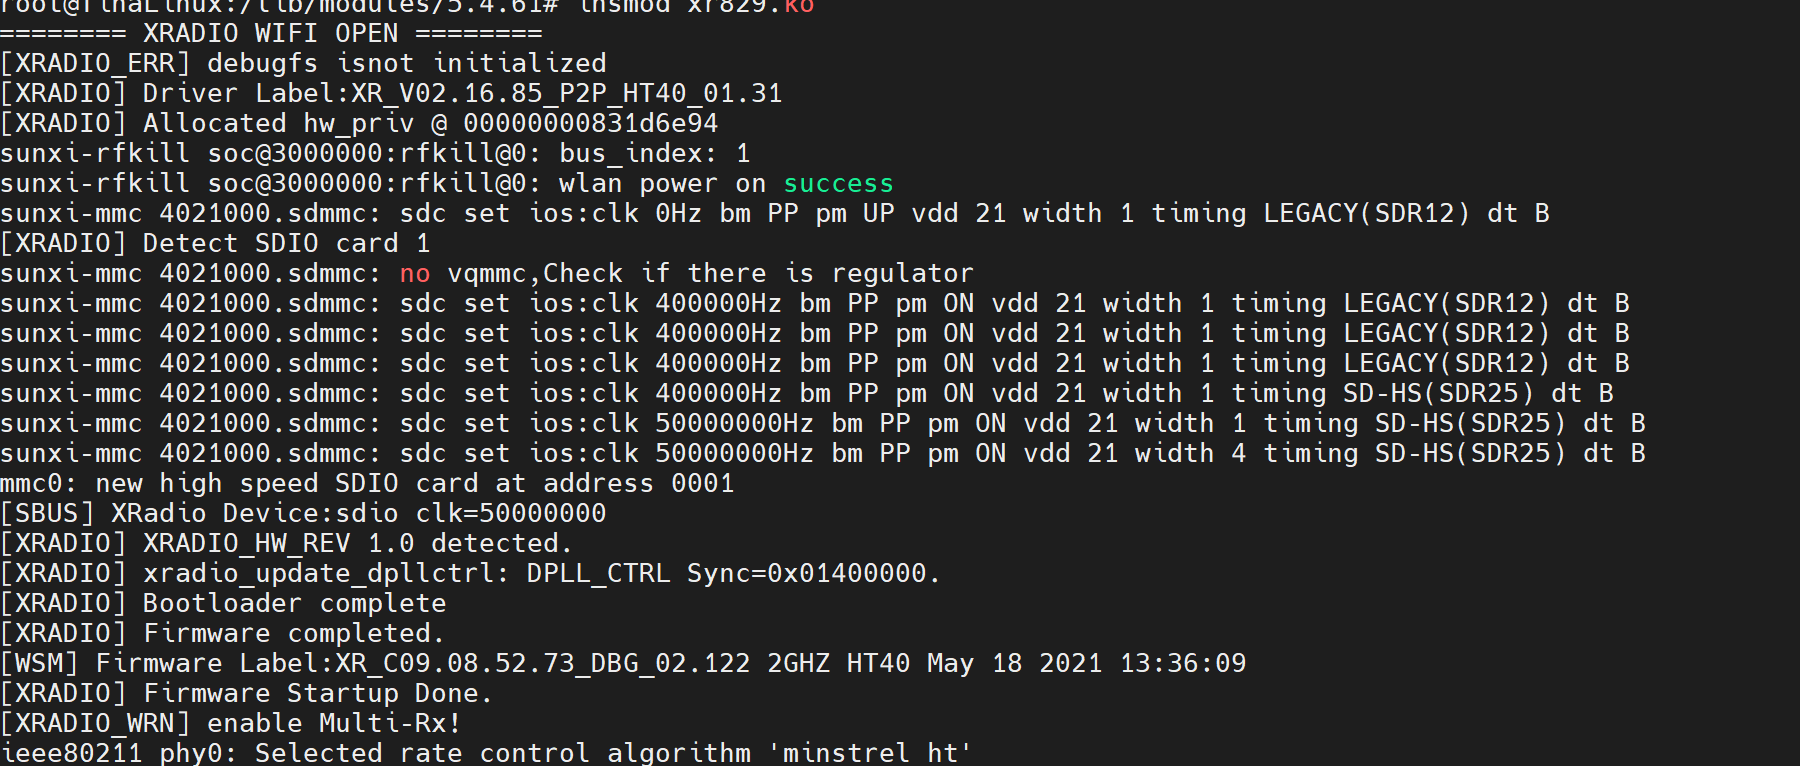 root@TinaLinux:/lib/modules/5.4.61# insmod xr829.ko
======== XRADIO WIFI OPEN ========
[XRADIO_ERR] debugfs isnot initialized
[XRADIO] Driver Label:XR_V02.16.85_P2P_HT40_01.31
[XRADIO] Allocated hw_priv @ 00000000831d6e94
sunxi-rfkill soc@3000000:rfkill@0: bus_index: 1
sunxi-rfkill soc@3000000:rfkill@0: wlan power on success
sunxi-mmc 4021000.sdmmc: sdc set ios:clk 0Hz bm PP pm UP vdd 21 width 1 timing LEGACY(SDR12) dt B
[XRADIO] Detect SDIO card 1
sunxi-mmc 4021000.sdmmc: no vqmmc,Check if there is regulator
sunxi-mmc 4021000.sdmmc: sdc set ios:clk 400000Hz bm PP pm ON vdd 21 width 1 timing LEGACY(SDR12) dt B
sunxi-mmc 4021000.sdmmc: sdc set ios:clk 400000Hz bm PP pm ON vdd 21 width 1 timing LEGACY(SDR12) dt B
sunxi-mmc 4021000.sdmmc: sdc set ios:clk 400000Hz bm PP pm ON vdd 21 width 1 timing LEGACY(SDR12) dt B
sunxi-mmc 4021000.sdmmc: sdc set ios:clk 400000Hz bm PP pm ON vdd 21 width 1 timing SD-HS(SDR25) dt B
sunxi-mmc 4021000.sdmmc: sdc set ios:clk 50000000Hz bm PP pm ON vdd 21 width 1 timing SD-HS(SDR25) dt B
sunxi-mmc 4021000.sdmmc: sdc set ios:clk 50000000Hz bm PP pm ON vdd 21 width 4 timing SD-HS(SDR25) dt B
mmc0: new high speed SDIO card at address 0001
[SBUS] XRadio Device:sdio clk=50000000
[XRADIO] XRADIO_HW_REV 1.0 detected.
[XRADIO] xradio_update_dpllctrl: DPLL_CTRL Sync=0x01400000.
[XRADIO] Bootloader complete
[XRADIO] Firmware completed.
[WSM] Firmware Label:XR_C09.08.52.73_DBG_02.122 2GHZ HT40 May 18 2021 13:36:09
[XRADIO] Firmware Startup Done.
[XRADIO_WRN] enable Multi-Rx!
ieee80211 phy0: Selected rate control algorithm 'minstrel_ht'